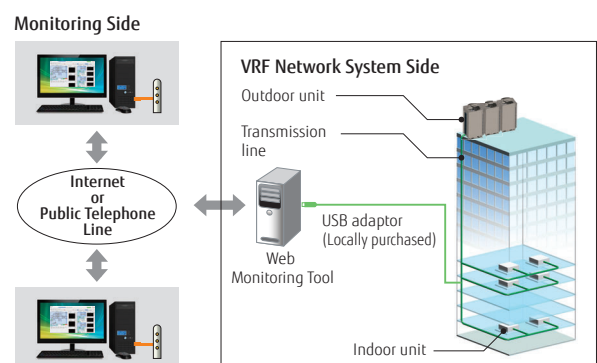 Monitoring Side
Internet
or
Public Telephone
Line
VRF Network System Side
Outdoor unit
Transmission
line
USB adaptor
(Locally purchased)
Web
Monitoring Tool
Indoor unit